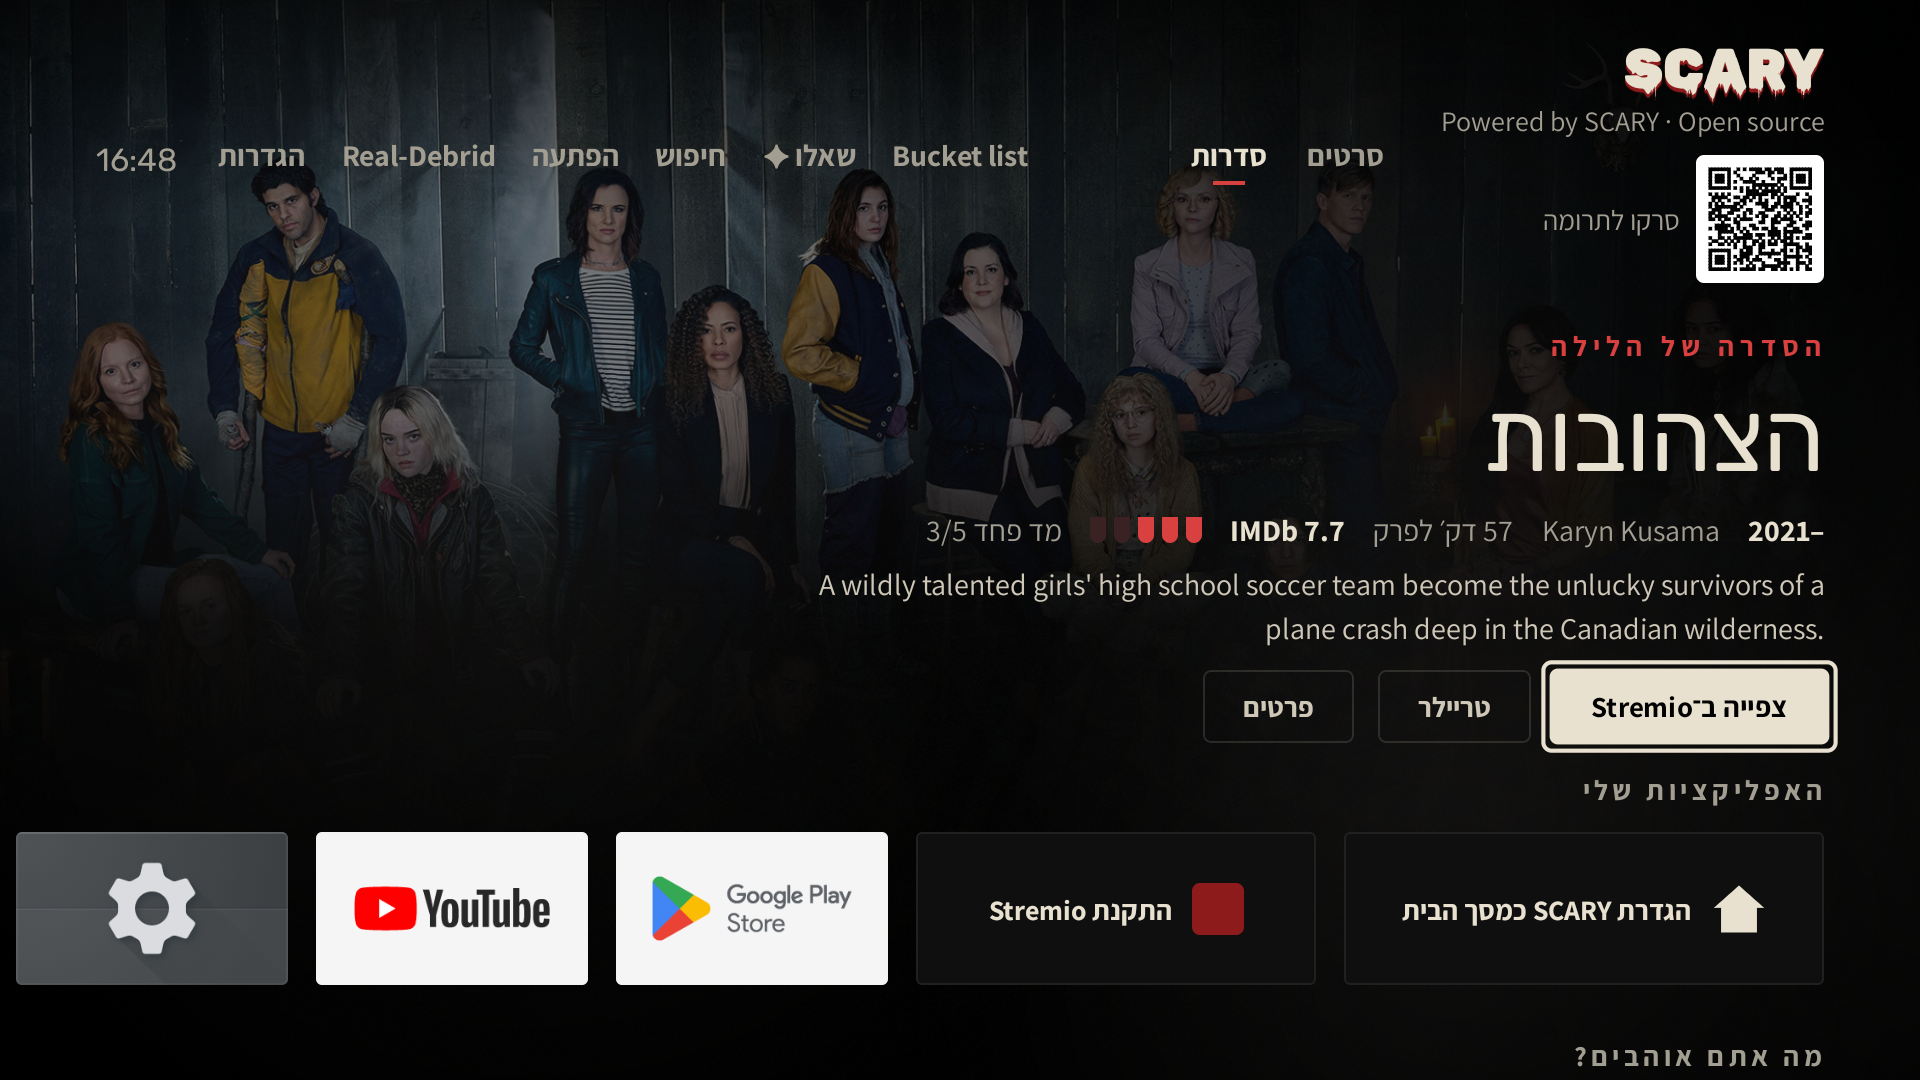 SCARY
Powered by SCARY · Open source
סרטים
סדרות
Bucket list
שאלו ✦
חיפוש
הפתעה
Real-Debrid
הגדרות
16:48
סרקו לתרומה
הסדרה של הלילה
הצהובות
2021–
Karyn Kusama
57 דק׳ לפרק
IMDb 7.7
מד פחד 3/5
A wildly talented girls' high school soccer team become the unlucky survivors of a
plane crash deep in the Canadian wilderness.
צפייה ב־Stremio
טריילר
פרטים
האפליקציות שלי
הגדרת SCARY כמסך הבית
התקנת Stremio
Google Play
Store
YouTube
מה אתם אוהבים?